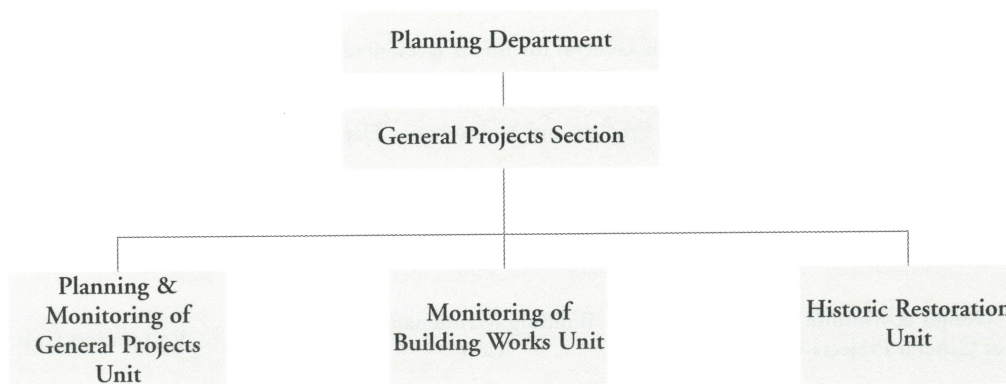 Planning Department
General Projects Section
Planning &
Monitoring of
General Projects
Unit
Monitoring of
Building Works Unit
Historic Restoration
Unit